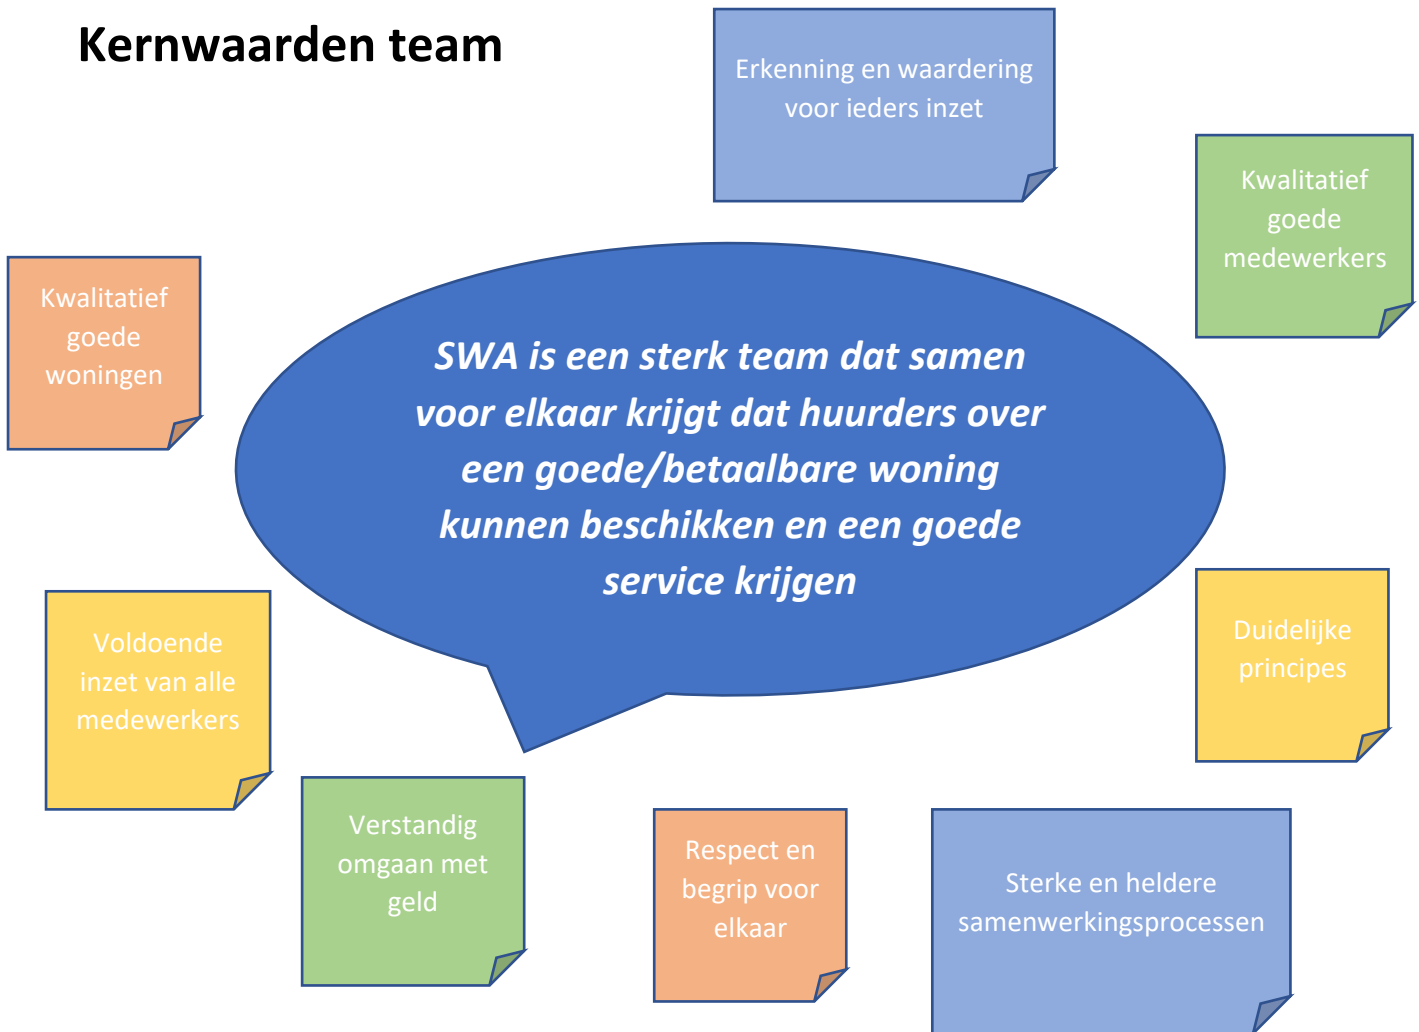 Kernwaarden team
Erkenning en waardering
voor ieders inzet
Kwalitatief
goede
medewerkers
Kwalitatief
goede
woningen
SWA is een sterk team dat samen
voor elkaar krijgt dat huurders over
een goede/betaalbare woning
kunnen beschikken en een goede
service krijgen
Voldoende
inzet van alle
medewerkers
Duidelijke
principes
Verstandig
omgaan met
geld
Respect en
begrip voor
elkaar
Sterke en heldere
samenwerkingsprocessen